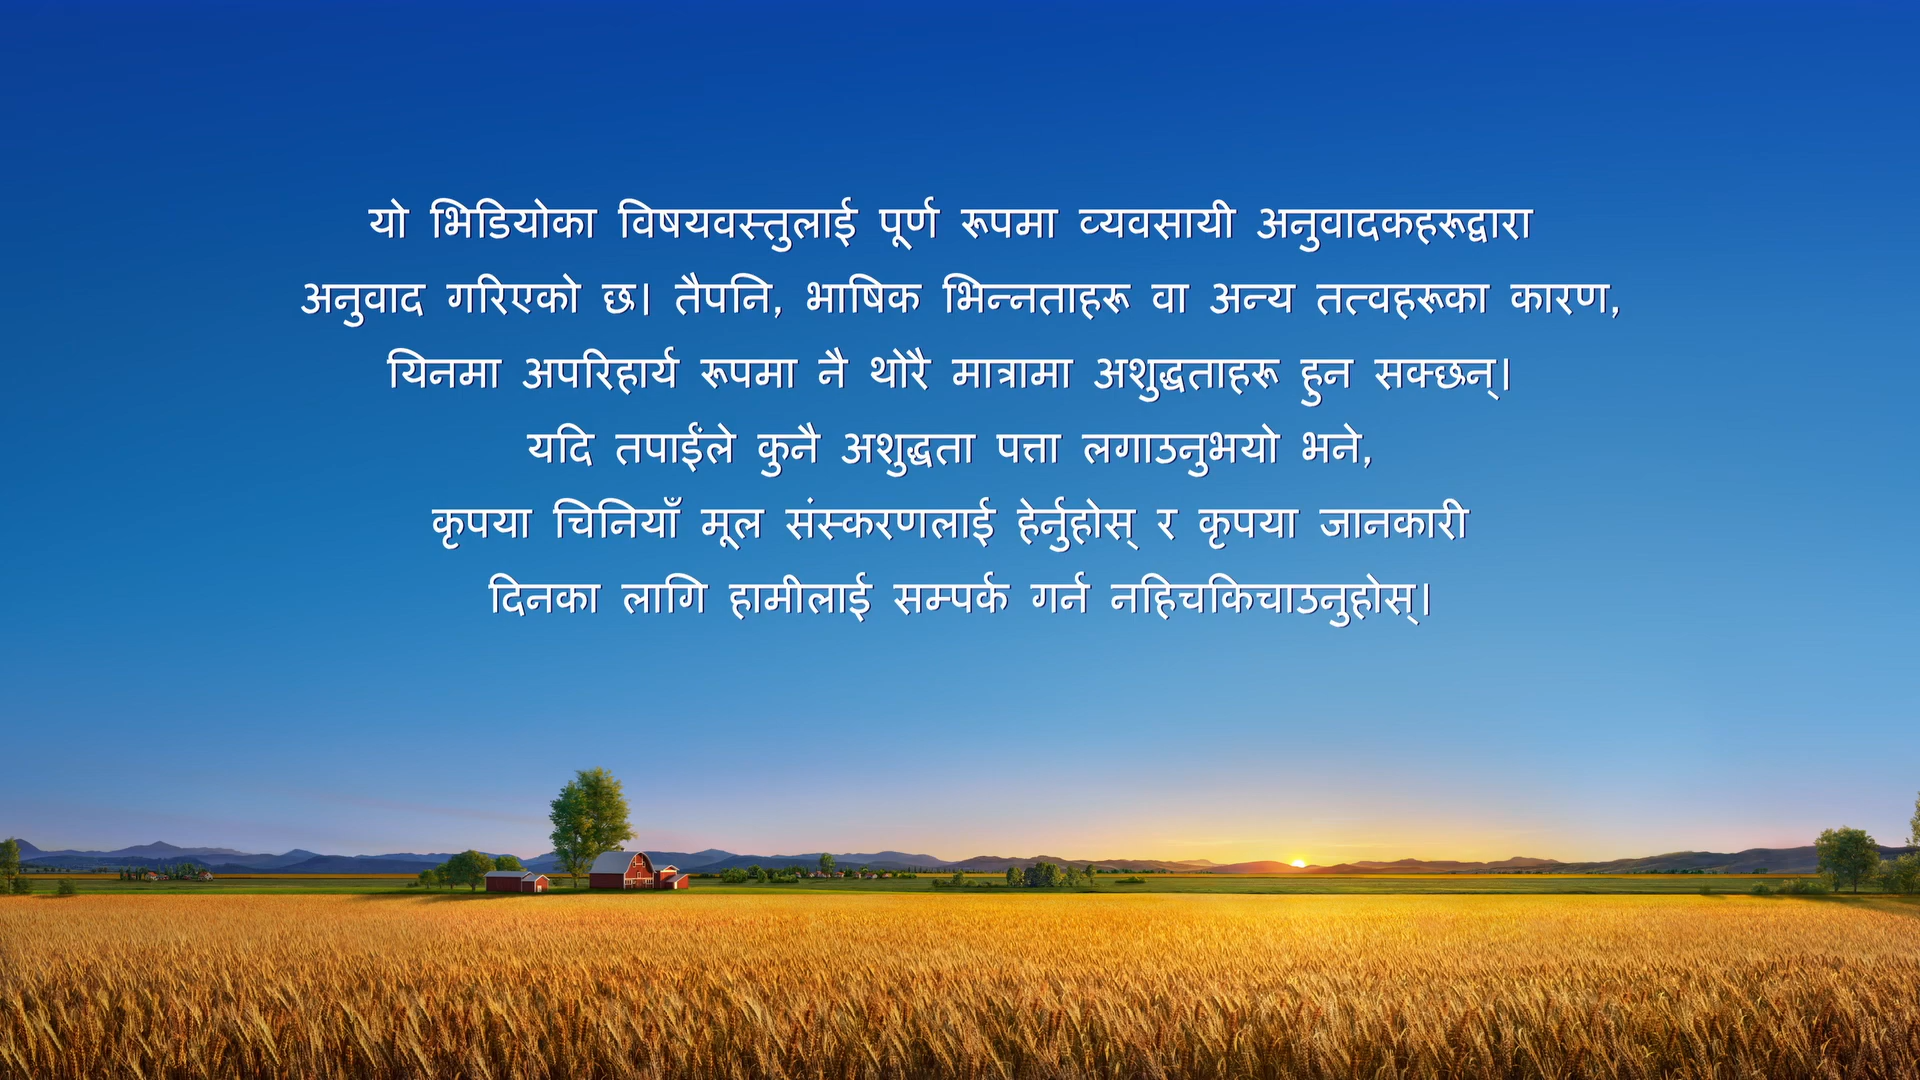 यो भिडियोका विषयवस्तुलाई पूर्ण रूपमा व्यवसायी अनुवादकहरूद्वारा
अनुवाद गरिएको छ। तैपनि, भाषिक भिन्नताहरू वा अन्य तत्वहरूका कारण,
यिनमा अपरिहार्य रूपमा नै थोरै मात्रामा अशुद्धताहरू हुन सक्छन्।
यदि तपाईंले कुनै अशुद्धता पत्ता लगाउनुभयो भने,
कृपया चिनियाँ मूल संस्करणलाई हेर्नुहोस् र कृपया जानकारी
दिनका लागि हामीलाई सम्पर्क गर्न नहिचकिचाउनुहोस्।